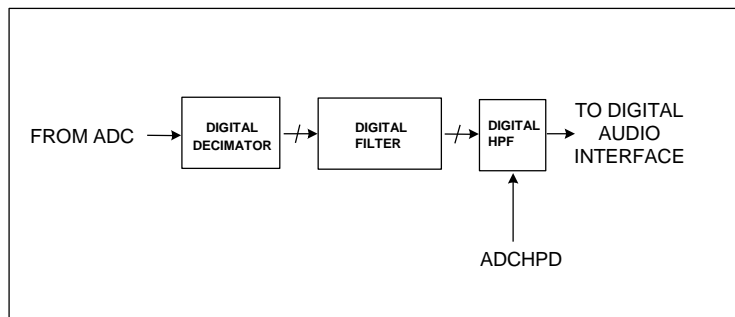 FROM ADC
DIGITAL
DECIMATOR
DIGITAL
FILTER
DIGITAL
HPF
TO DIGITAL
AUDIO
INTERFACE
ADCHPD